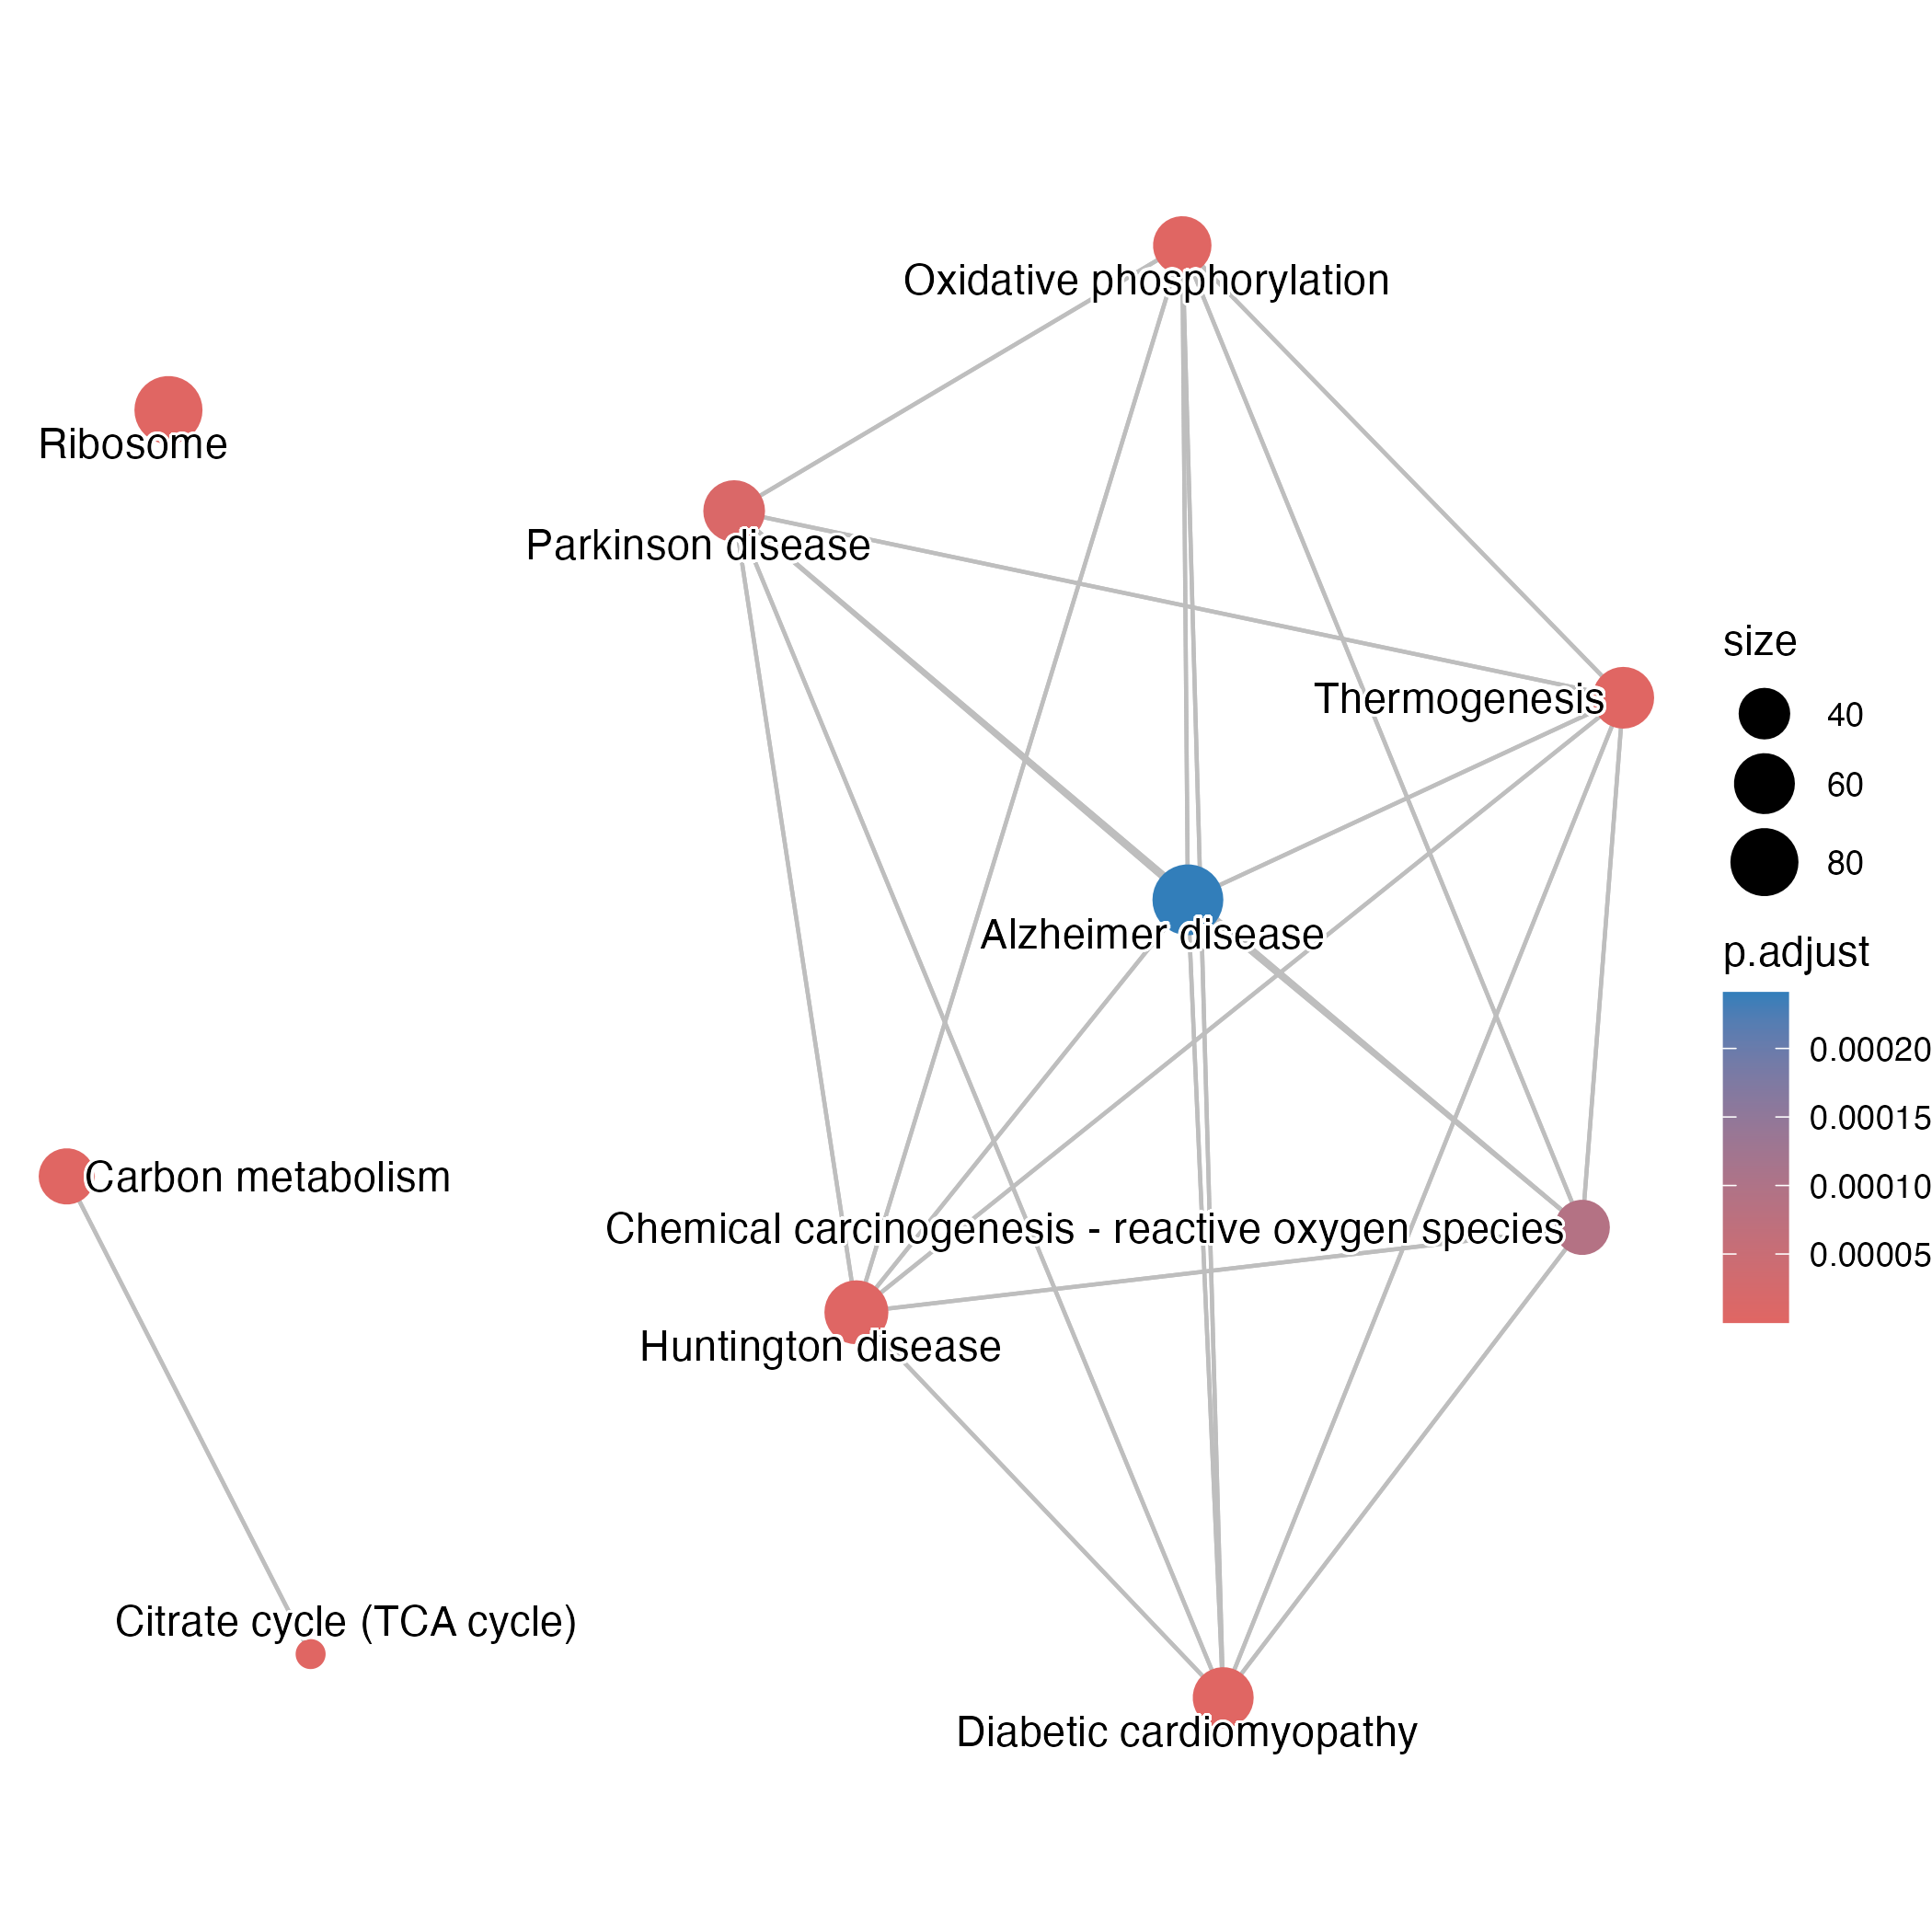 Oxidative phosphorylation
Ribosome
Parkinson disease
Thermogenesis
Alzheimer disease
Carbon metabolism
Chemical carcinogenesis - reactive oxygen species
Huntington disease
Citrate cycle (TCA cycle)
Diabetic cardiomyopathy
size
40
60
80
p.adjust
0.00020
0.00015
0.00010
0.00005